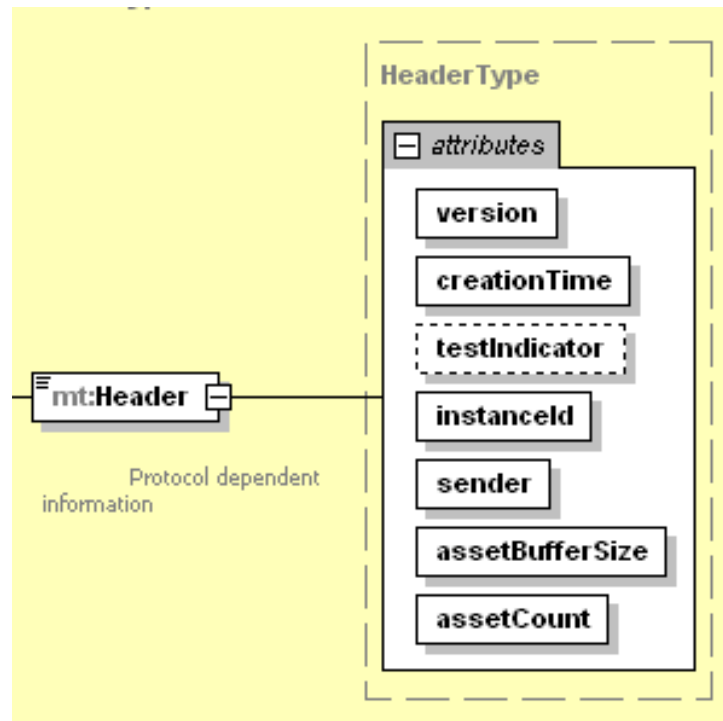 HeaderType
attributes
version
creationTime
testIndicator
mt:Header
instanceId
Protocol dependent
information
sender
assetBufferSize
assetCount